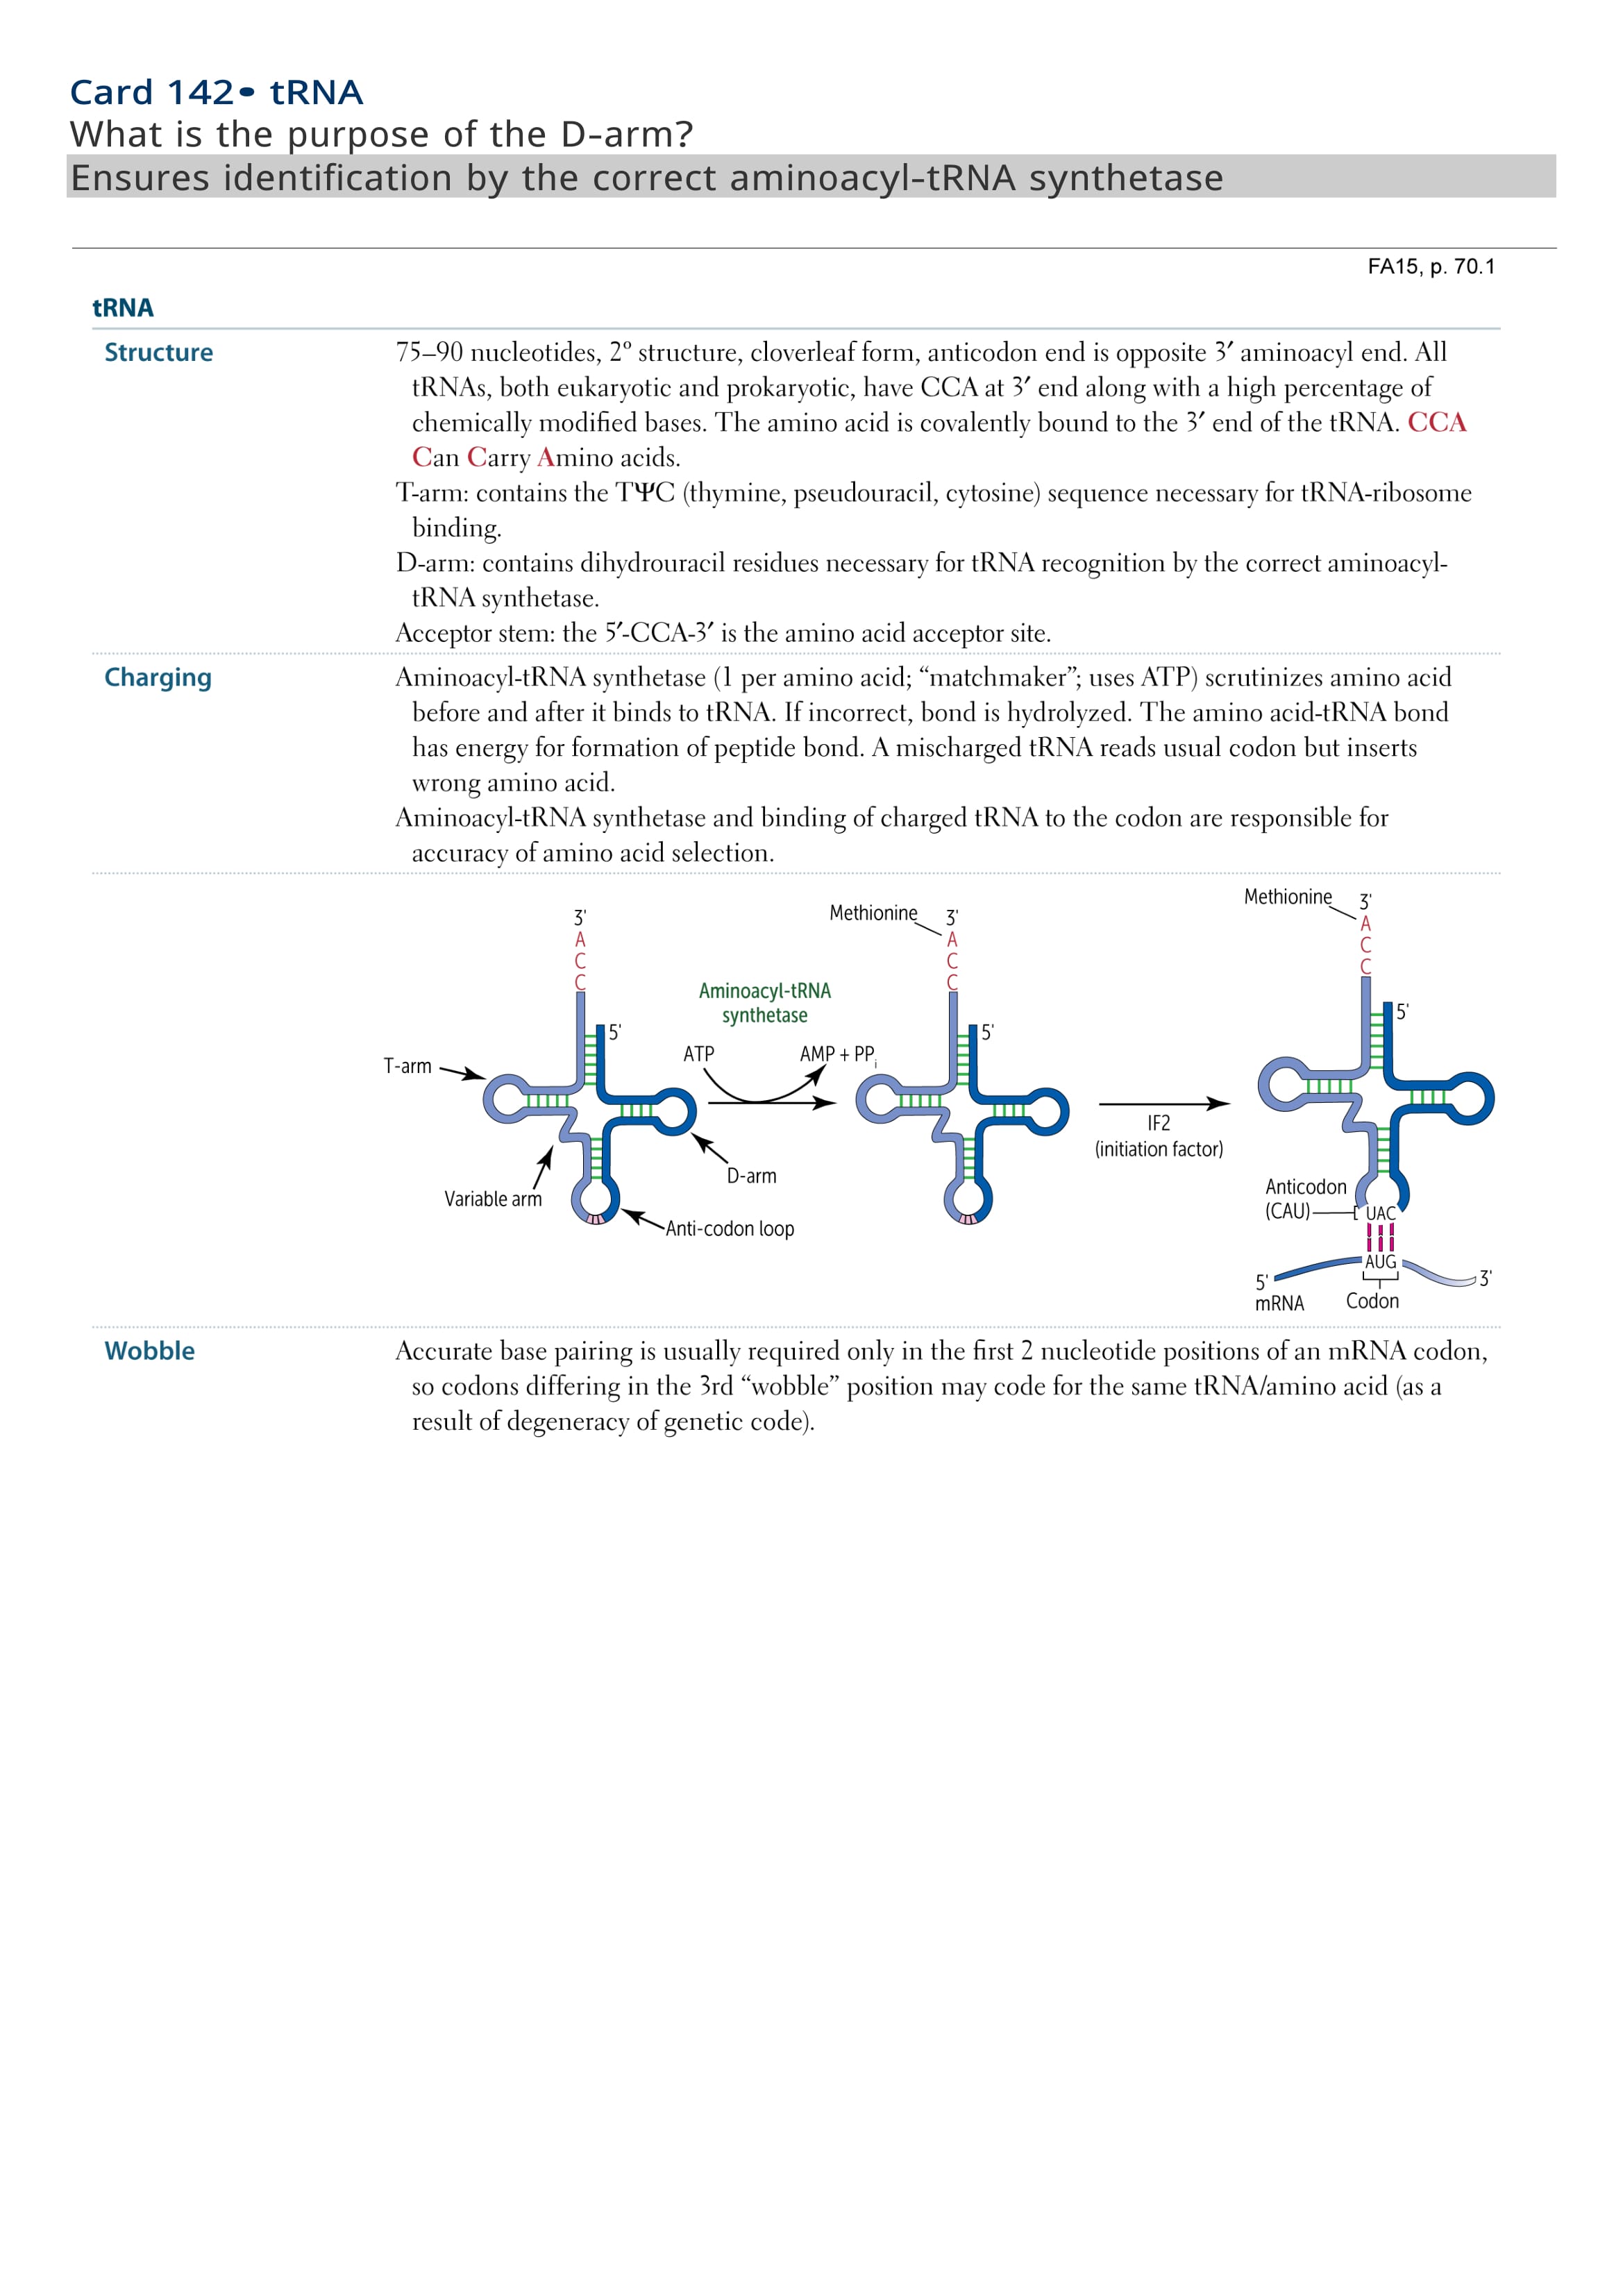 Card 142• tRNA
What is the purpose of the D-arm?
Ensures identification by the correct aminoacyl-tRNA synthetase
FA15, p. 70.1
tRNA
Structure
75–90 nucleotides, 2º structure, cloverleaf form, anticodon end is opposite 3′ aminoacyl end. All
tRNAs, both eukaryotic and prokaryotic, have CCA at 3′ end along with a high percentage of
chemically modified bases. The amino acid is covalently bound to the 3′ end of the tRNA. CCA
Can Carry Amino acids.
T-arm: contains the TΨC (thymine, pseudouracil, cytosine) sequence necessary for tRNA-ribosome
binding.
D-arm: contains dihydrouracil residues necessary for tRNA recognition by the correct aminoacyl-
tRNA synthetase.
Acceptor stem: the 5′-CCA-3′ is the amino acid acceptor site.
Charging
Aminoacyl-tRNA synthetase (1 per amino acid; “matchmaker”; uses ATP) scrutinizes amino acid
before and after it binds to tRNA. If incorrect, bond is hydrolyzed. The amino acid-tRNA bond
has energy for formation of peptide bond. A mischarged tRNA reads usual codon but inserts
wrong amino acid.
Aminoacyl-tRNA synthetase and binding of charged tRNA to the codon are responsible for
accuracy of amino acid selection.
3'
A
C
C
5'
T-arm
Variable arm
D-arm
Anti-codon loop
Aminoacyl-tRNA
synthetase
ATP
AMP + PPi
Methionine
3'
A
C
C
5'
IF2
(initiation factor)
Methionine
3'
A
C
C
5'
Anticodon
(CAU)
UAC
AUG
5'
3'
mRNA
Codon
Wobble
Accurate base pairing is usually required only in the first 2 nucleotide positions of an mRNA codon,
so codons differing in the 3rd “wobble” position may code for the same tRNA/amino acid (as a
result of degeneracy of genetic code).